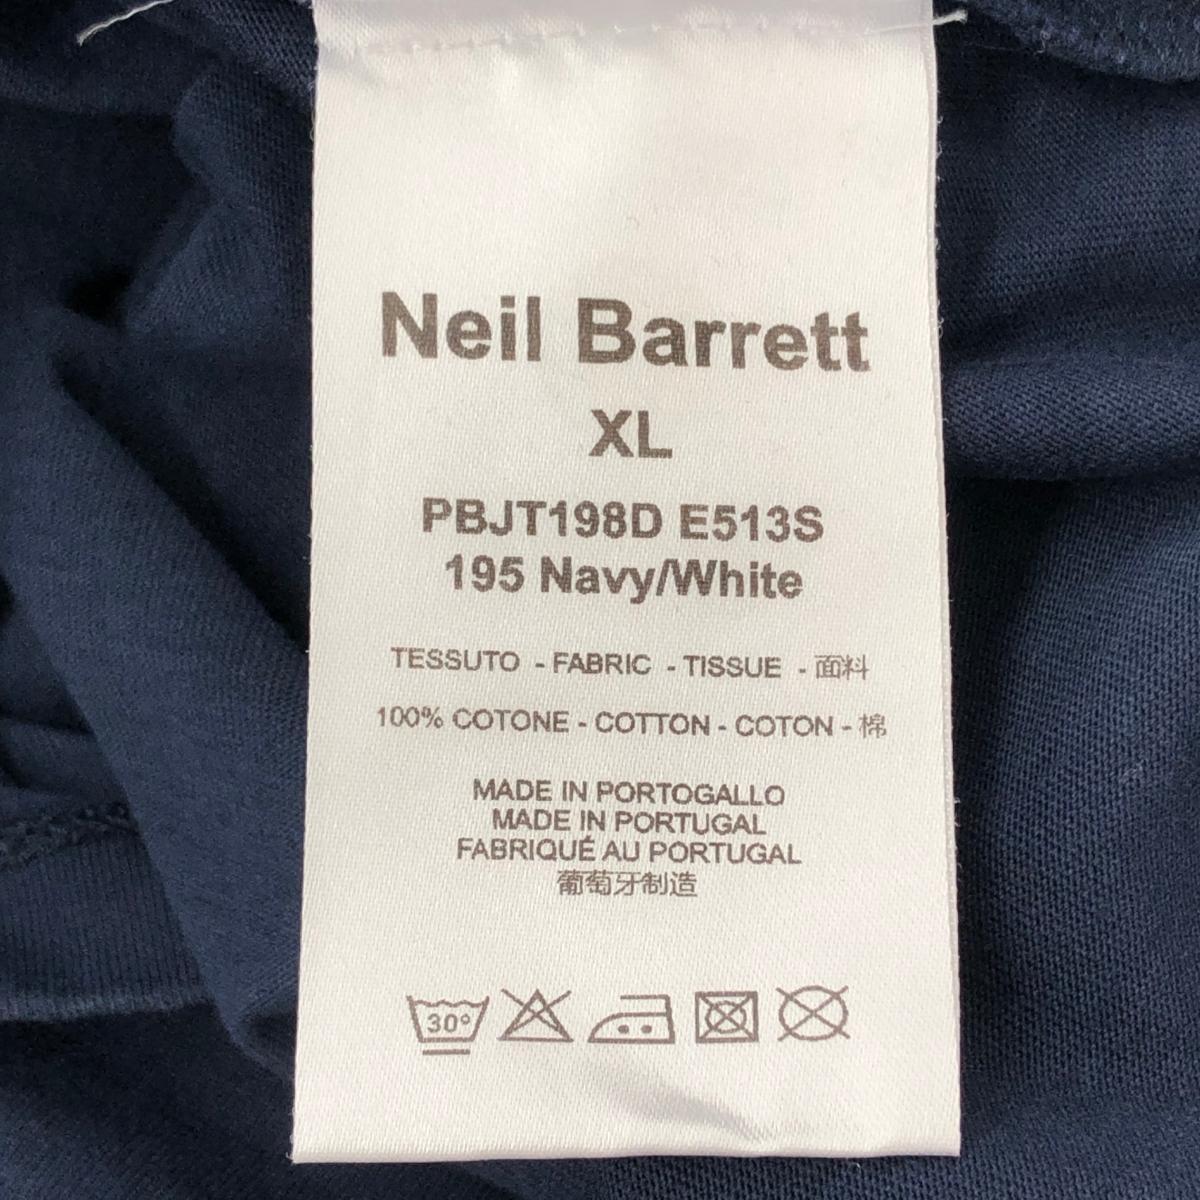 Neil Barrett
XL
PBJT198D E513S
195 Navy/White
TESSUTO - FABRIC - TISSUE - 面料
100% COTONE - COTTON - COTON - 棉
MADE IN PORTOGALLO
MADE IN PORTUGAL
FABRIQUÉ AU PORTUGAL
葡萄牙制造
30°